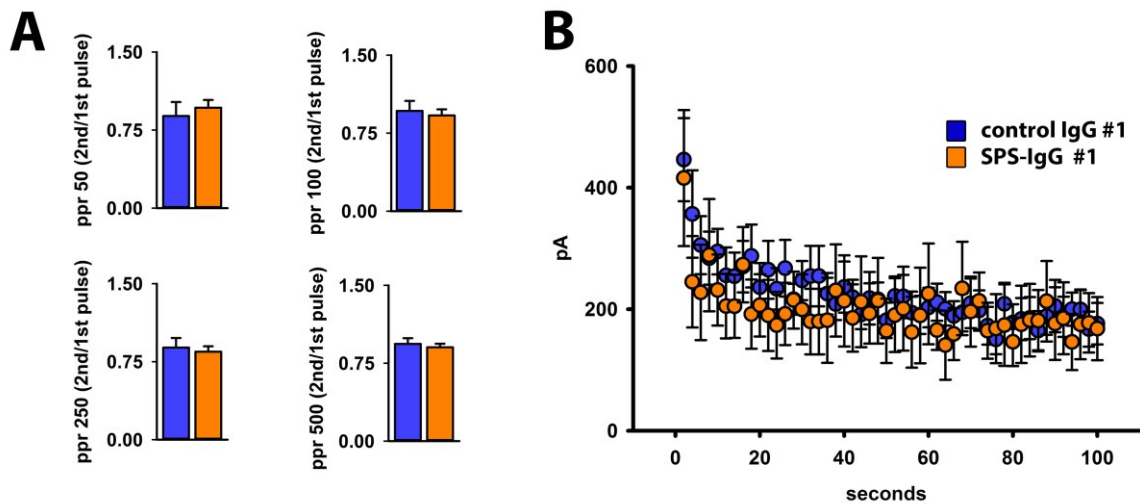 A
ppr 50 (2nd/1st pulse)
1.50
0.75
0.00
ppr 100 (2nd/1st pulse)
1.50
0.75
0.00
ppr 250 (2nd/1st pulse)
1.50
0.75
0.00
ppr 500 (2nd/1st pulse)
1.50
0.75
0.00
B
pA
600
400
200
0
control IgG #1
SPS-IgG #1
0 20 40 60 80 100
seconds